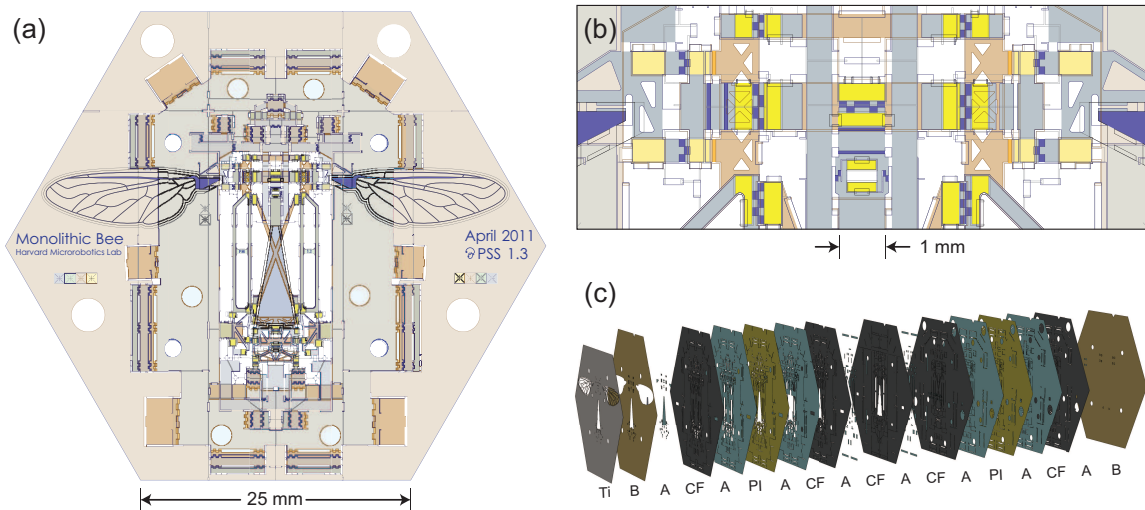 (a)
Monolithic Bee
Harvard Microrobotics Lab
April 2011
PSS 1.3
25 mm
(b)
1 mm
(c)
Ti B A CF A PI A CF A CF A CF A PI A CF A B